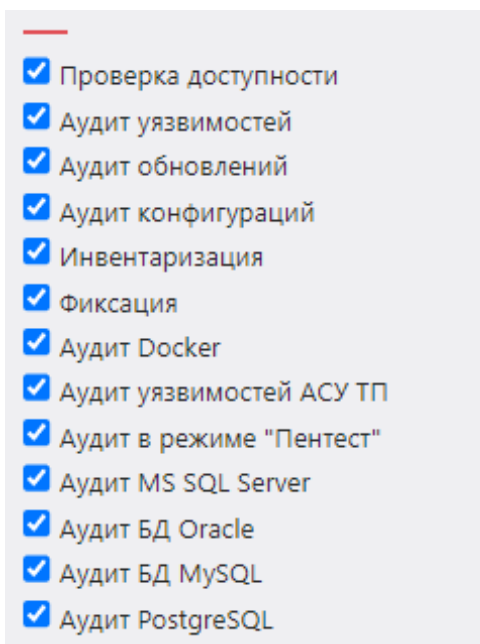 Проверка доступности
Аудит уязвимостей
Аудит обновлений
Аудит конфигураций
Инвентаризация
Фиксация
Аудит Docker
Аудит уязвимостей АСУ ТП
Аудит в режиме "Пентест"
Аудит MS SQL Server
Аудит БД Oracle
Аудит БД MySQL
Аудит PostgreSQL